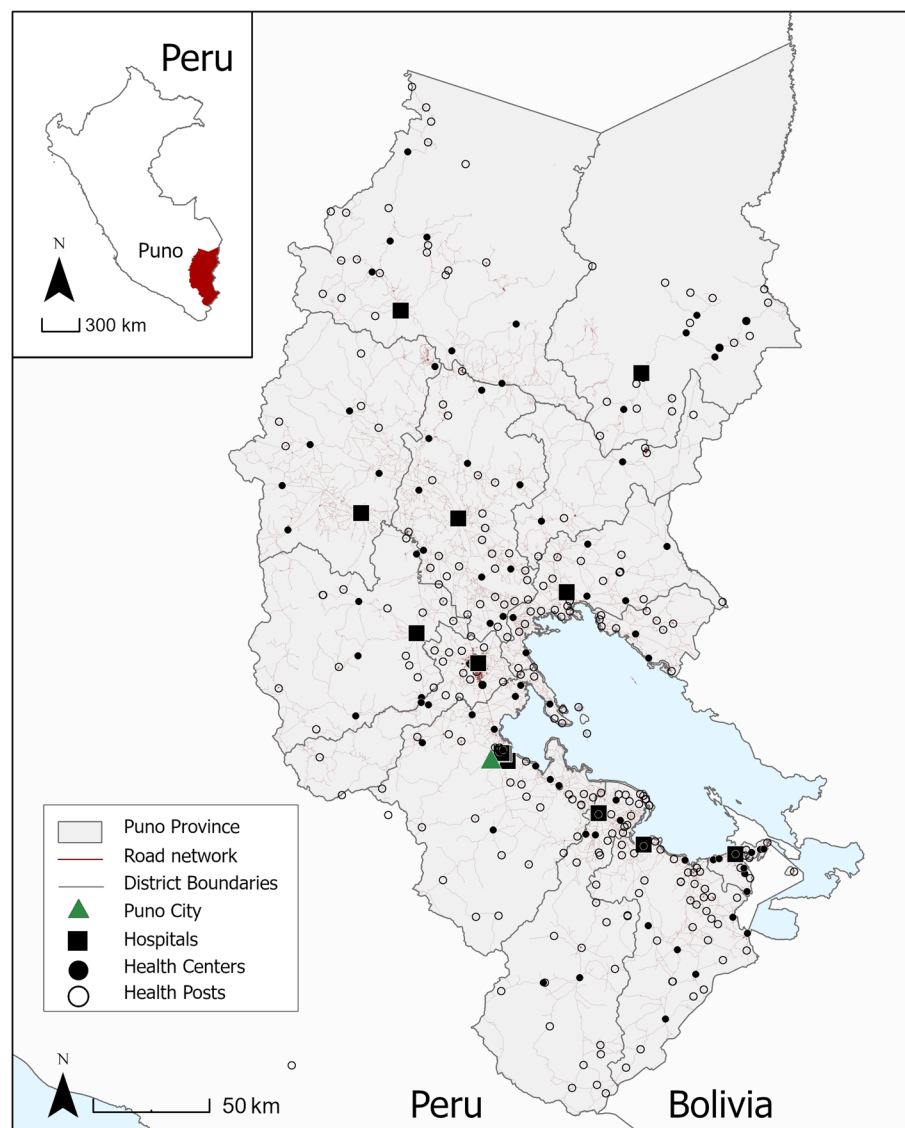 Peru
Puno
N
300 km
Puno Province
Road network
District Boundaries
Puno City
Hospitals
Health Centers
Health Posts
N
50 km
Peru
Bolivia